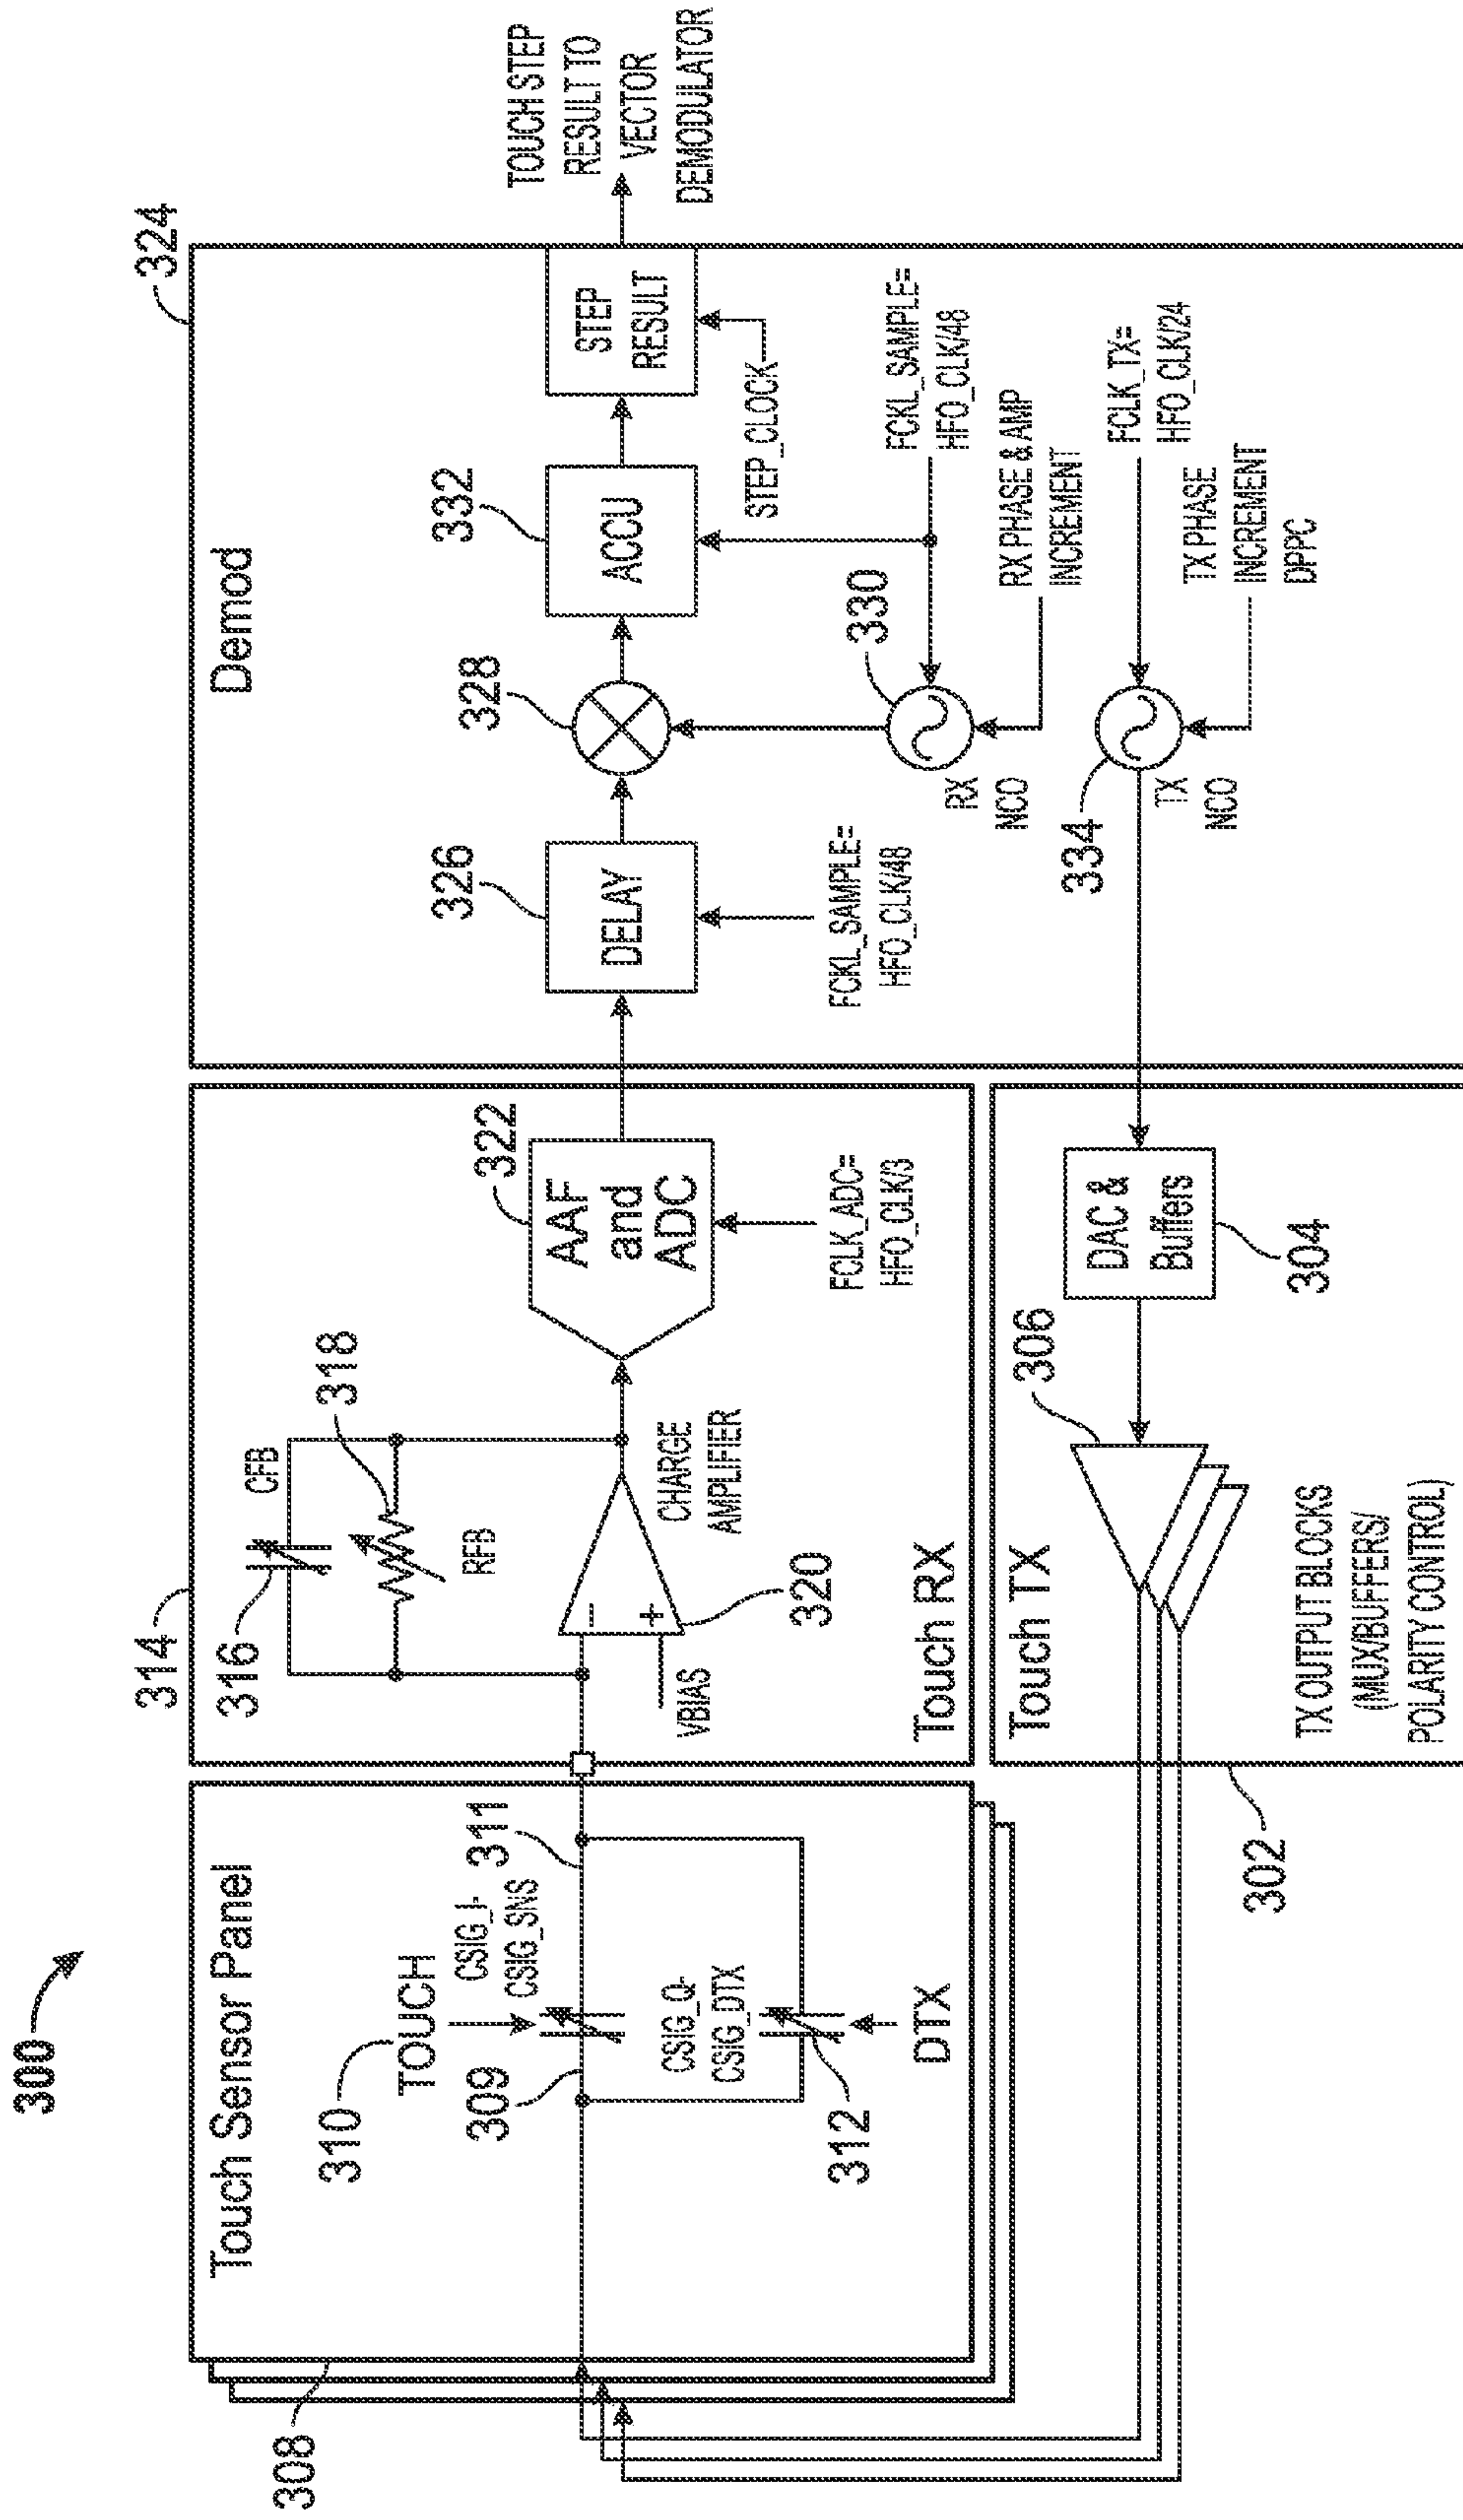 300
308
Touch Sensor Panel
310
TOUCH
CSIG_I-
CSIG_SNS
309
311
CSIG_Q-
CSIG_DTX
312
DTX
314
316
CFB
318
RFB
-
+
VBIAS
320
CHARGE
AMPLIFIER
322
AAF
and
ADC
FCLK_ADC=
HFO_CLK/3
Touch RX
Touch TX
306
DAC &
Buffers
304
TX OUTPUT BLOCKS
(MUX/BUFFERS/
POLARITY CONTROL)
302
324
Demod
326
DELAY
FCKL_SAMPLE=
HFO_CLK/48
328
332
ACCU
STEP
RESULT
STEP_CLOCK
330
RX
NCO
FCKL_SAMPLE=
HFO_CLK/48
RX PHASE & AMP
INCREMENT
334
TX
NCO
FCLK_TX=
HFO_CLK/24
TX PHASE
INCREMENT
DPPC
TOUCH STEP
RESULT TO
VECTOR
DEMODULATOR